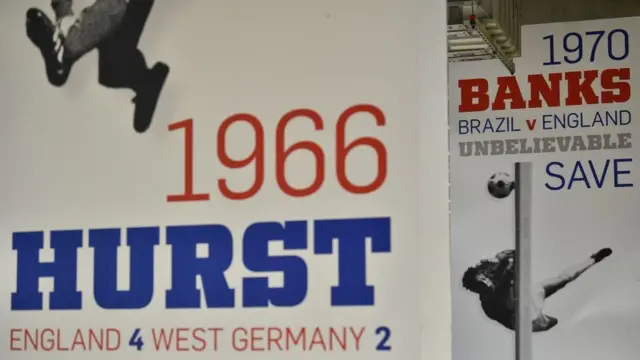 1966
HURST
ENGLAND 4 WEST GERMANY 2
1970
BANKS
BRAZIL v ENGLAND
UNBELIEVABLE
SAVE